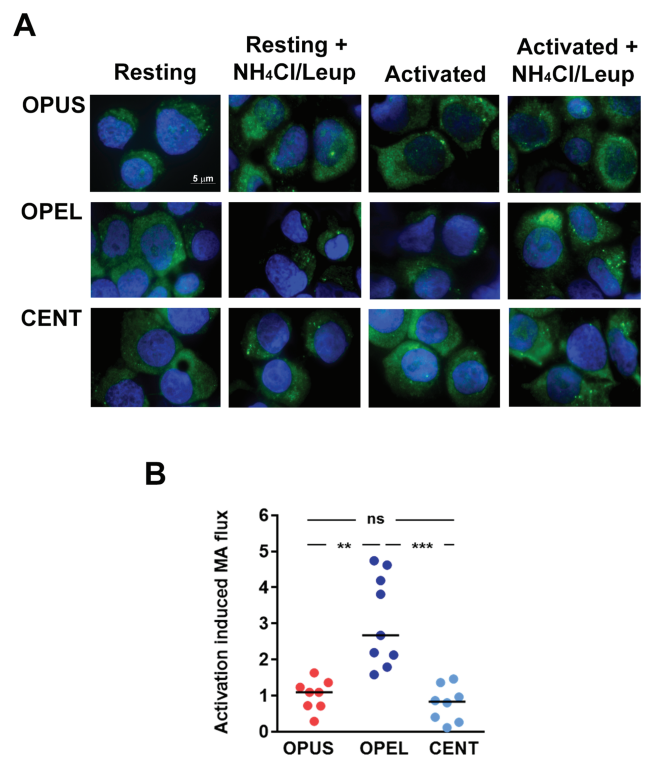 A
Resting
Resting +
NH₄Cl/Leup
Activated
Activated +
NH₄Cl/Leup
OPUS
5 µm
OPEL
CENT
B
Activation induced MA flux
6
5
4
3
2
1
0
ns
**
***
OPUS
OPEL
CENT